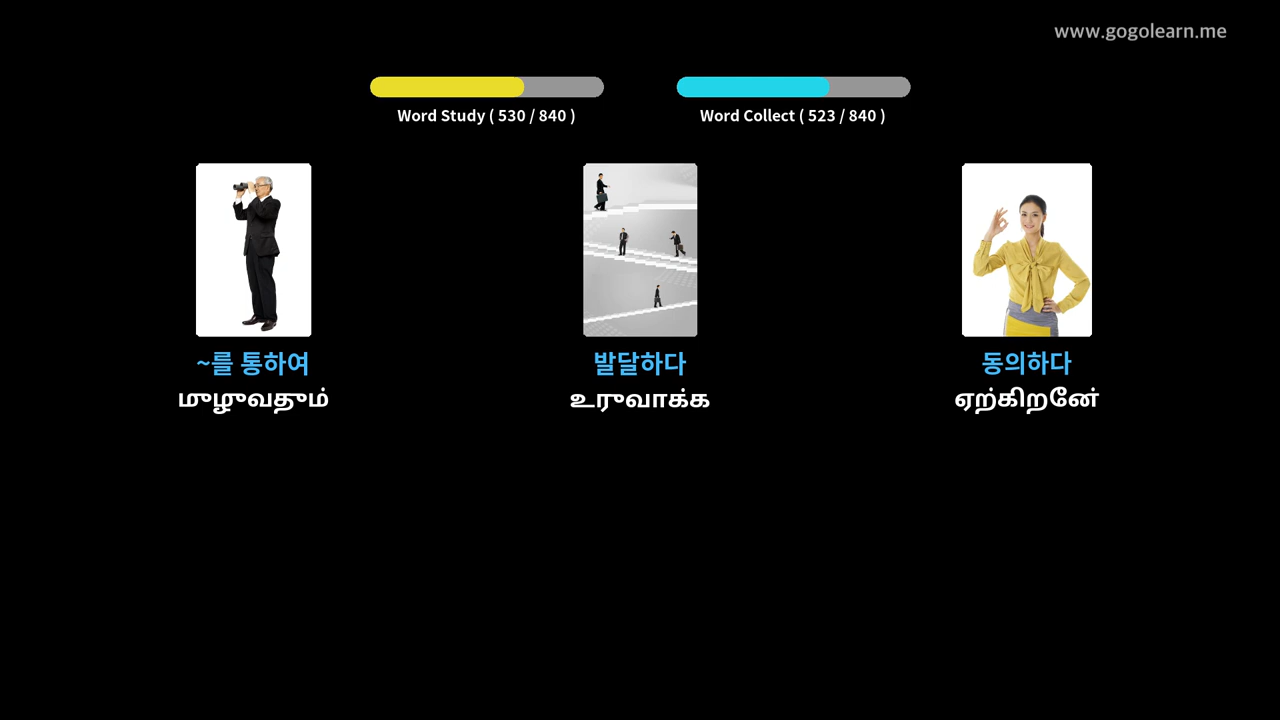 www.gogolearn.me
Word Study ( 530 / 840 )
Word Collect ( 523 / 840 )
~를 통하여
முழுவதும்
발달하다
உருவாக்க
동의하다
ஏற்கிறேன்